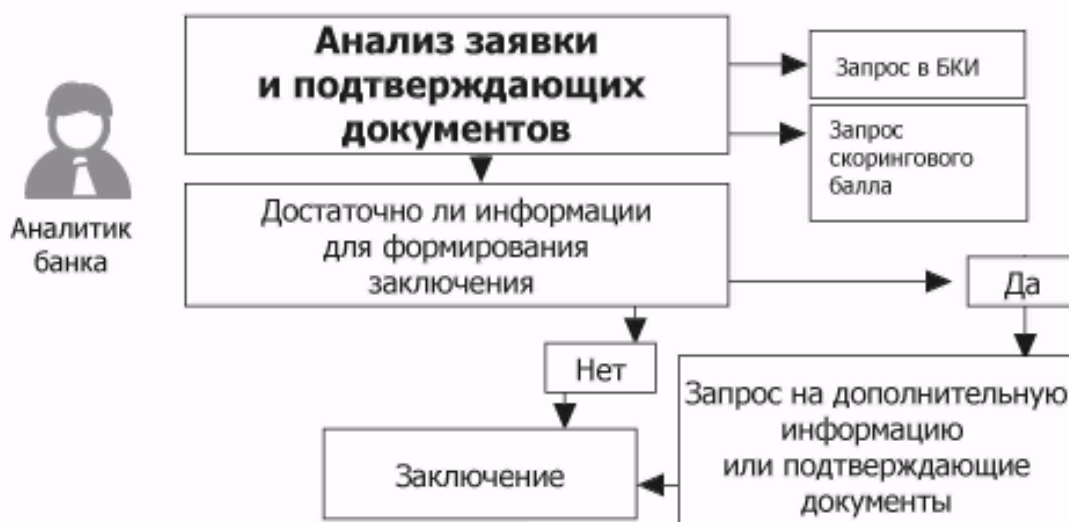 Анализ заявки
и подтверждающих
документов
Запрос в БКИ
Запрос
скорингового
балла
Аналитик
банка
Достаточно ли информации
для формирования
заключения
Да
Нет
Запрос на дополнительную
информацию
или подтверждающие
документы
Заключение